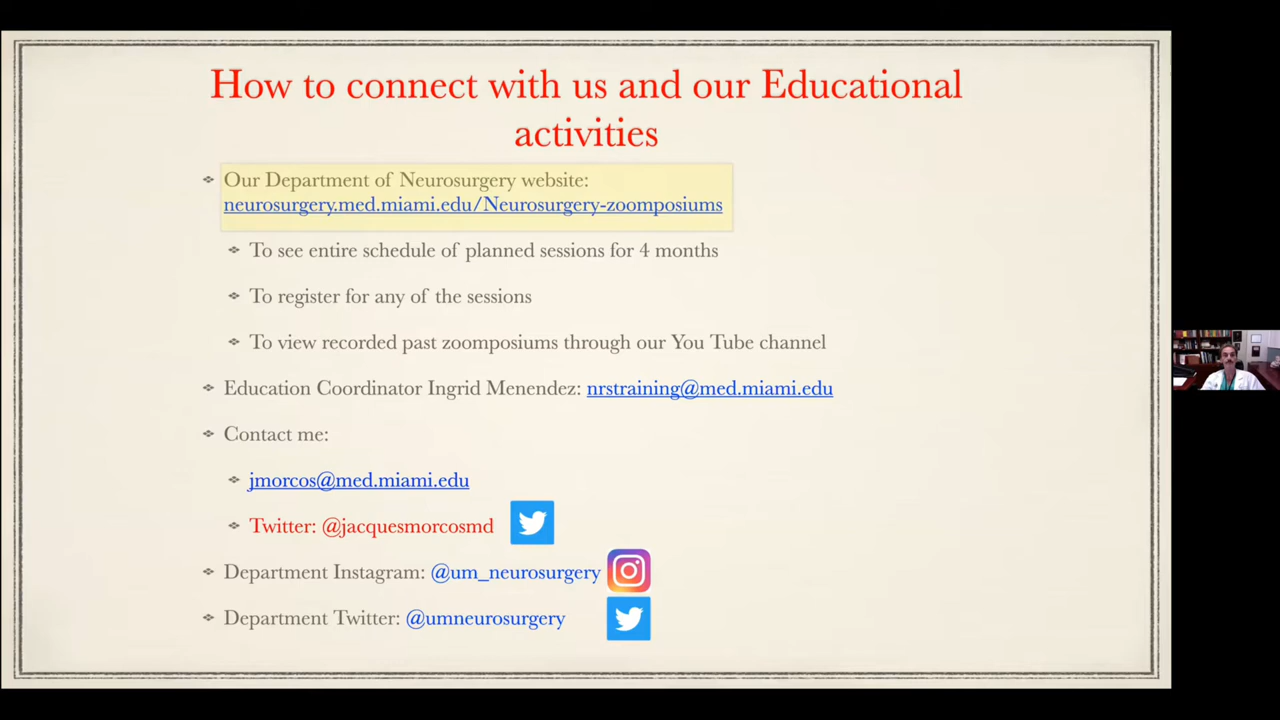 How to connect with us and our Educational
activities
Our Department of Neurosurgery website:
neurosurgery.med.miami.edu/Neurosurgery-zoomposiums
To see entire schedule of planned sessions for 4 months
To register for any of the sessions
To view recorded past zoomposiums through our You Tube channel
Education Coordinator Ingrid Menendez: nrstraining@med.miami.edu
Contact me:
jmorcos@med.miami.edu
Twitter: @jacquesmorcosmd
Department Instagram: @um_neurosurgery
Department Twitter: @umneurosurgery